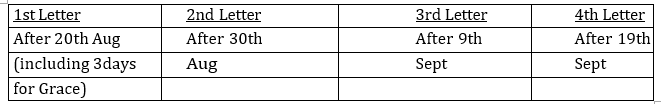 1st Letter 2nd Letter 3rd Letter 4th Letter
After 20th Aug After 30th After 9th After 19th
(including 3days Aug Sept Sept
for Grace)